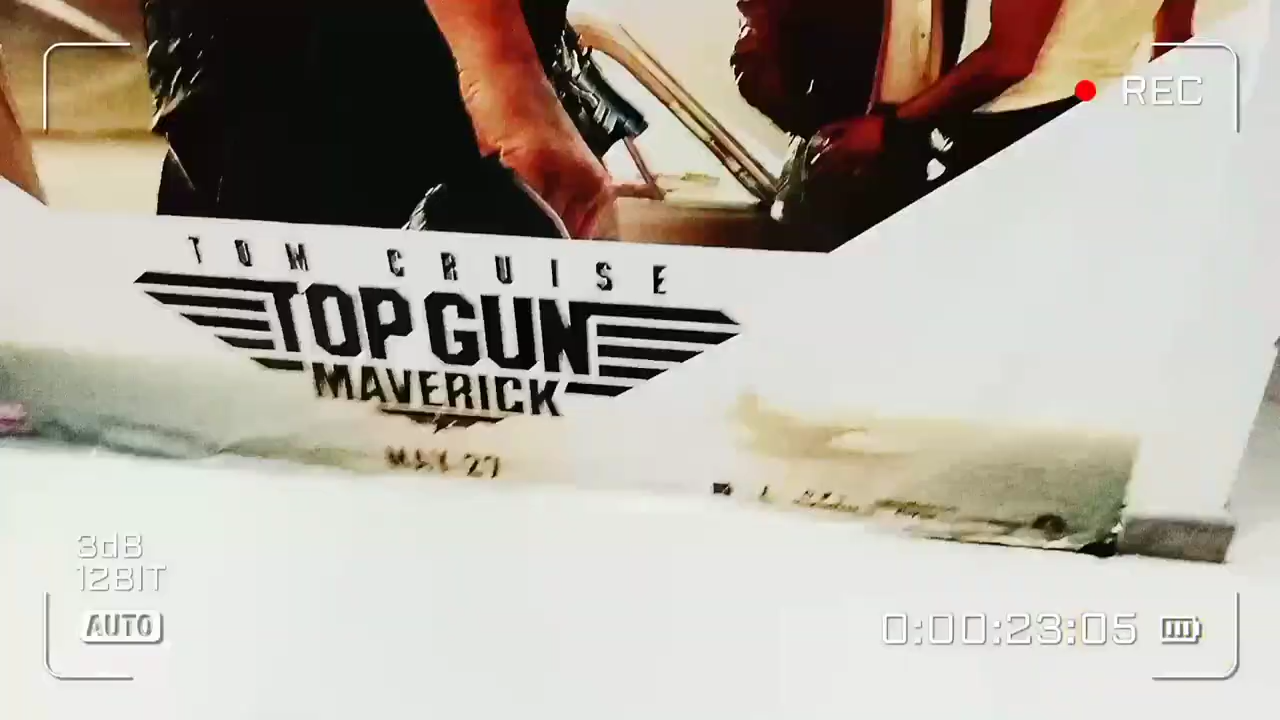 REC
TOM CRUISE
TOP GUN
MAVERICK
MAY 27
3dB
12BIT
AUTO
0:00:23:05